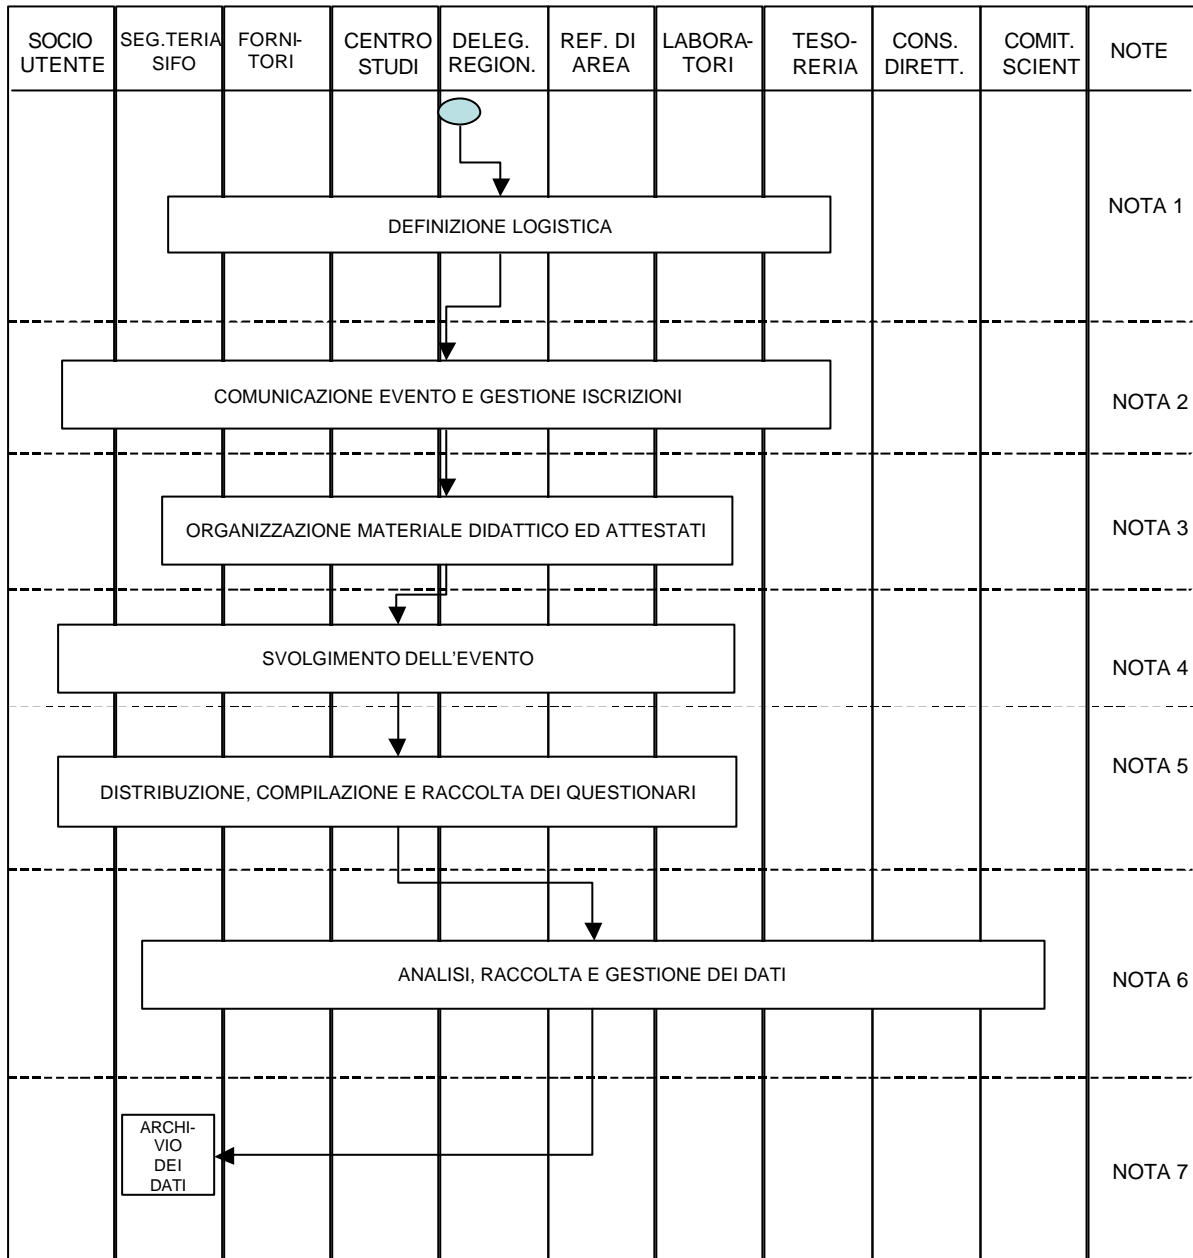 SOCIO
UTENTE
SEG.TERIA
SIFO
FORNI-
TORI
CENTRO
STUDI
DELEG.
REGION.
REF. DI
AREA
LABORA-
TORI
TESO-
RERIA
CONS.
DIRETT.
COMIT.
SCIENT
NOTE
DEFINIZIONE LOGISTICA
NOTA 1
COMUNICAZIONE EVENTO E GESTIONE ISCRIZIONI
NOTA 2
ORGANIZZAZIONE MATERIALE DIDATTICO ED ATTESTATI
NOTA 3
SVOLGIMENTO DELL'EVENTO
NOTA 4
DISTRIBUZIONE, COMPILAZIONE E RACCOLTA DEI QUESTIONARI
NOTA 5
ANALISI, RACCOLTA E GESTIONE DEI DATI
NOTA 6
ARCHI-
VIO
DEI
DATI
NOTA 7